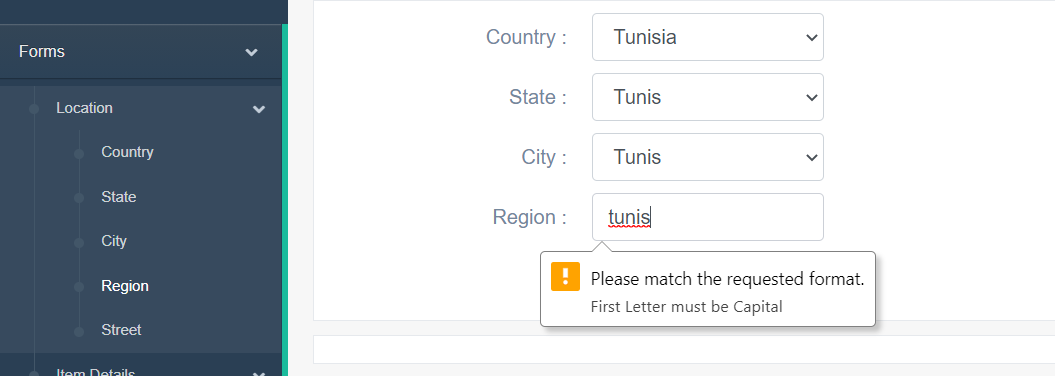 Forms
Location
Country
State
City
Region
Street
Item Details
Country :
Tunisia
State :
Tunis
City :
Tunis
Region :
tunis
Please match the requested format.
First Letter must be Capital